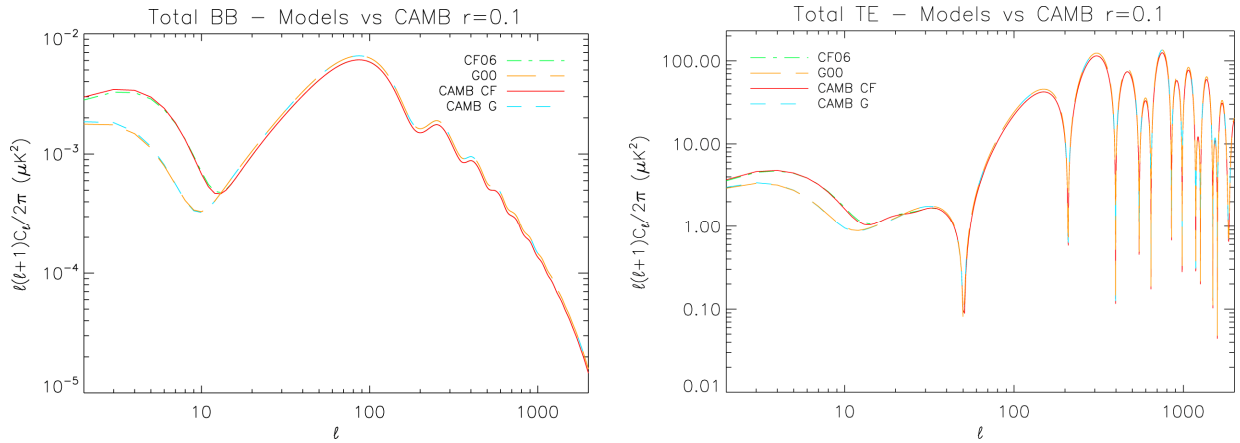 Total BB – Models vs CAMB r=0.1
CF06
G00
CAMB CF
CAMB G
ℓ(ℓ+1)Cℓ/2π (μK²)
10⁻²
10⁻³
10⁻⁴
10⁻⁵
10
100
1000
ℓ
Total TE – Models vs CAMB r=0.1
CF06
G00
CAMB CF
CAMB G
ℓ(ℓ+1)Cℓ/2π (μK²)
100.00
10.00
1.00
0.10
0.01
10
100
1000
ℓ